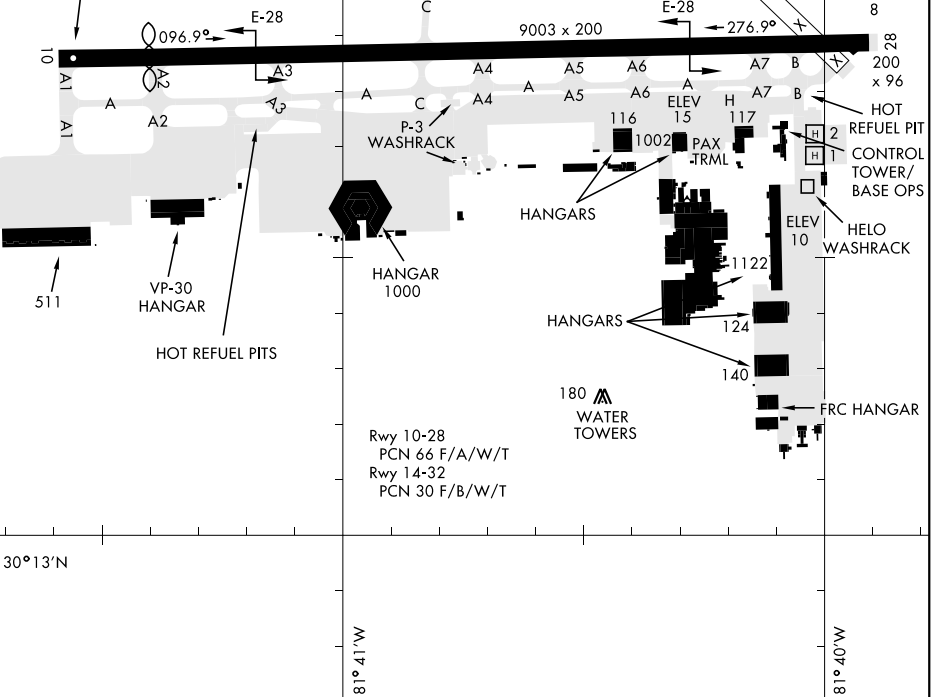 C
E-28
E-28
8
096.9°
9003 x 200
276.9°
X
X
10
28
200
x 96
A1
A2
A3
A4
A5
A6
A7
B
A
A
A
A
A1
A2
A3
C
A4
A5
A6
A7
B
H
ELEV
15
HOT
REFUEL PIT
P-3
WASHRACK
116
1002
PAX
TRML
117
H
2
H
1
CONTROL
TOWER/
BASE OPS
HANGARS
ELEV
10
HELO
WASHRACK
511
VP-30
HANGAR
HANGAR
1000
1122
HANGARS
124
HOT REFUEL PITS
140
180
WATER
TOWERS
FRC HANGAR
Rwy 10-28
PCN 66 F/A/W/T
Rwy 14-32
PCN 30 F/B/W/T
30°13'N
81°41'W
81°40'W